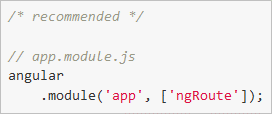 /* recommended */
// app.module.js
angular
.module('app', ['ngRoute']);